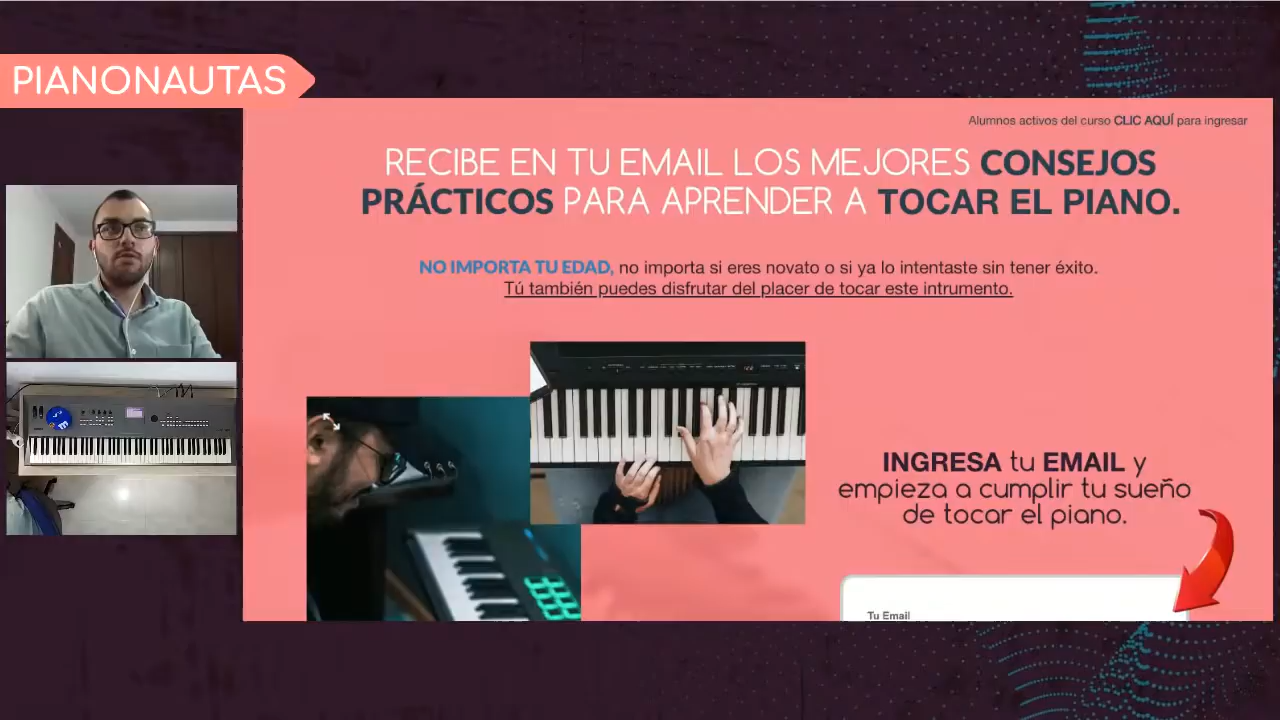 PIANONAUTAS
Alumnos activos del curso CLIC AQUÍ para ingresar
RECIBE EN TU EMAIL LOS MEJORES CONSEJOS
PRÁCTICOS PARA APRENDER A TOCAR EL PIANO.
NO IMPORTA TU EDAD, no importa si eres novato o si ya lo intentaste sin tener éxito.
Tú también puedes disfrutar del placer de tocar este intrumento.
INGRESA tu EMAIL y
empieza a cumplir tu sueño
de tocar el piano.
Tu Email